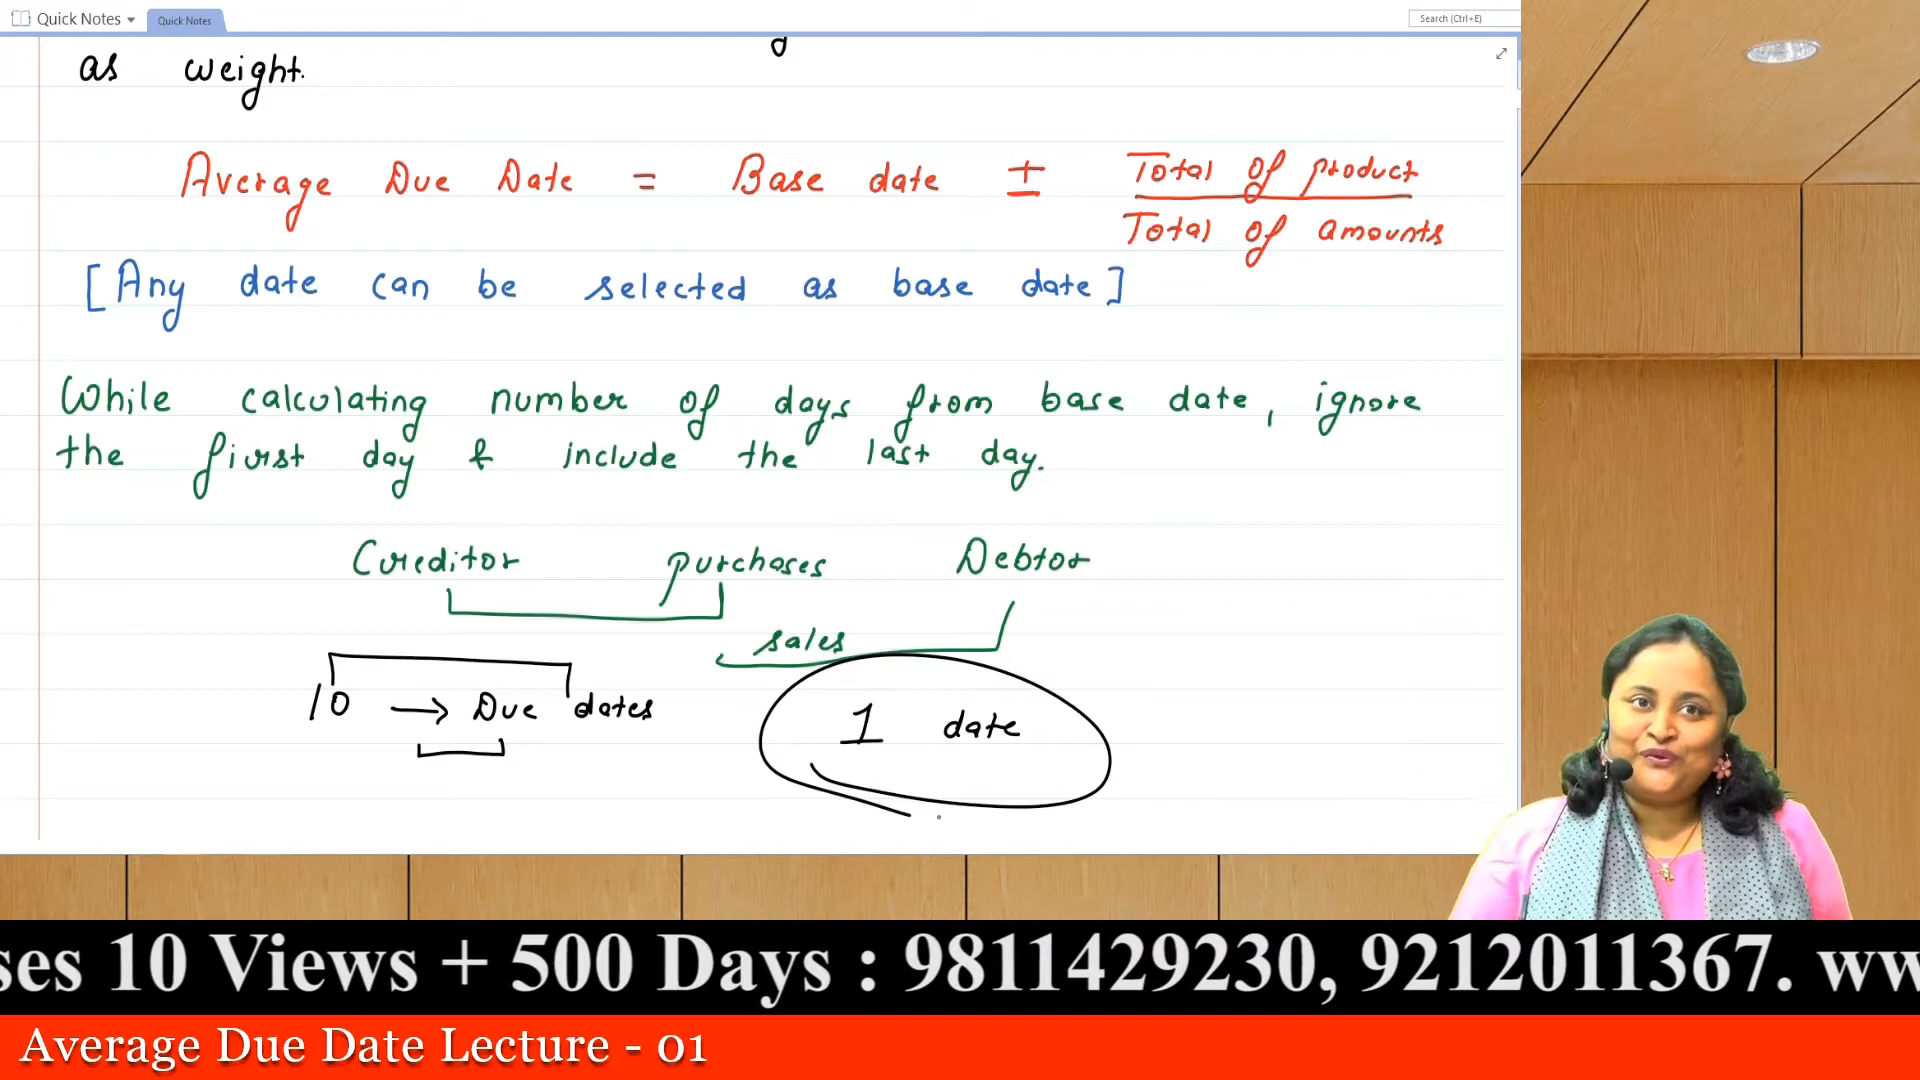 Quick Notes
Quick Notes
Search (Ctrl+E)
as weight.
Average Due Date = Base date ± Total of product
Total of amounts
[Any date can be selected as base date]
While calculating number of days from base date, ignore
the first day & include the last day.
Creditor purchases Debtor
sales
10 → Due dates 1 date
ses 10 Views + 500 Days : 9811429230, 9212011367. ww
Average Due Date Lecture - 01